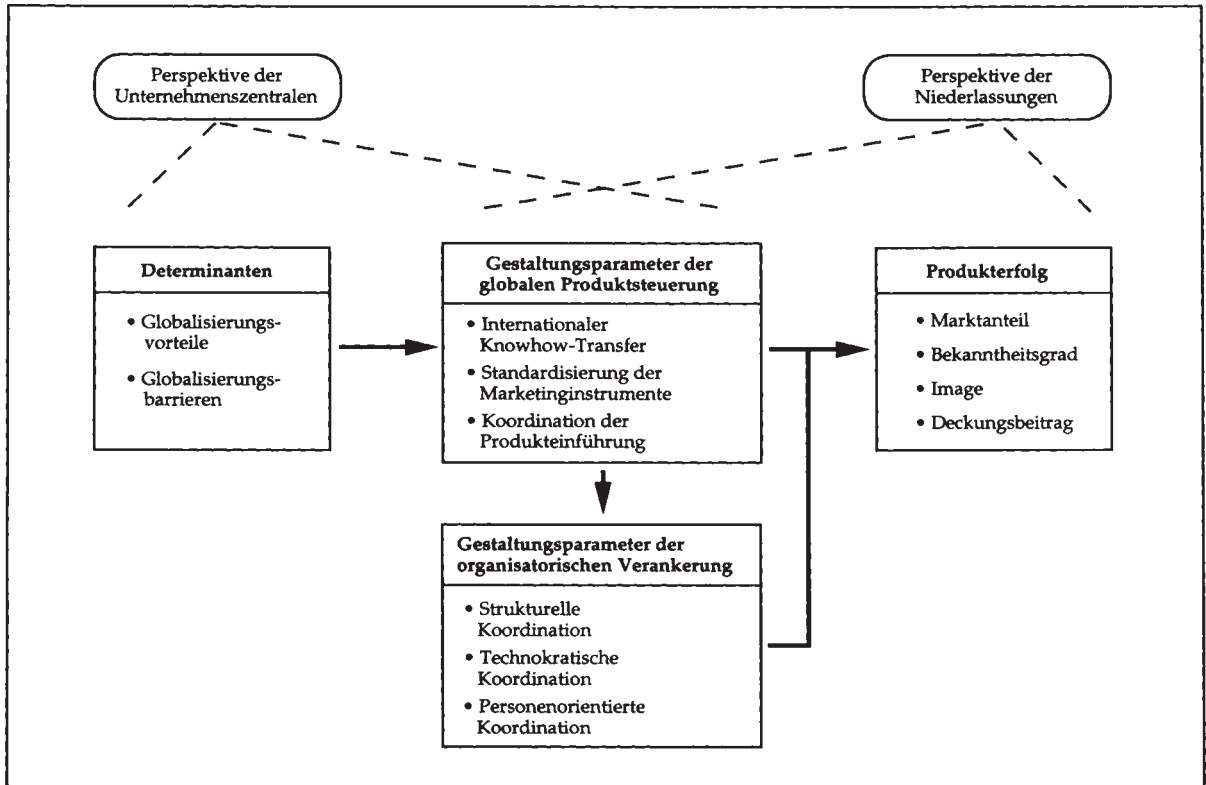 Perspektive der
Unternehmenszentralen
Perspektive der
Niederlassungen
Determinanten
• Globalisierungs-
vorteile
• Globalisierungs-
barrieren
Gestaltungsparameter der
globalen Produktsteuerung
• Internationaler
Knowhow-Transfer
• Standardisierung der
Marketinginstrumente
• Koordination der
Produkteinführung
Produkterfolg
• Marktanteil
• Bekanntheitsgrad
• Image
• Deckungsbeitrag
Gestaltungsparameter der
organisatorischen Verankerung
• Strukturelle
Koordination
• Technokratische
Koordination
• Personenorientierte
Koordination